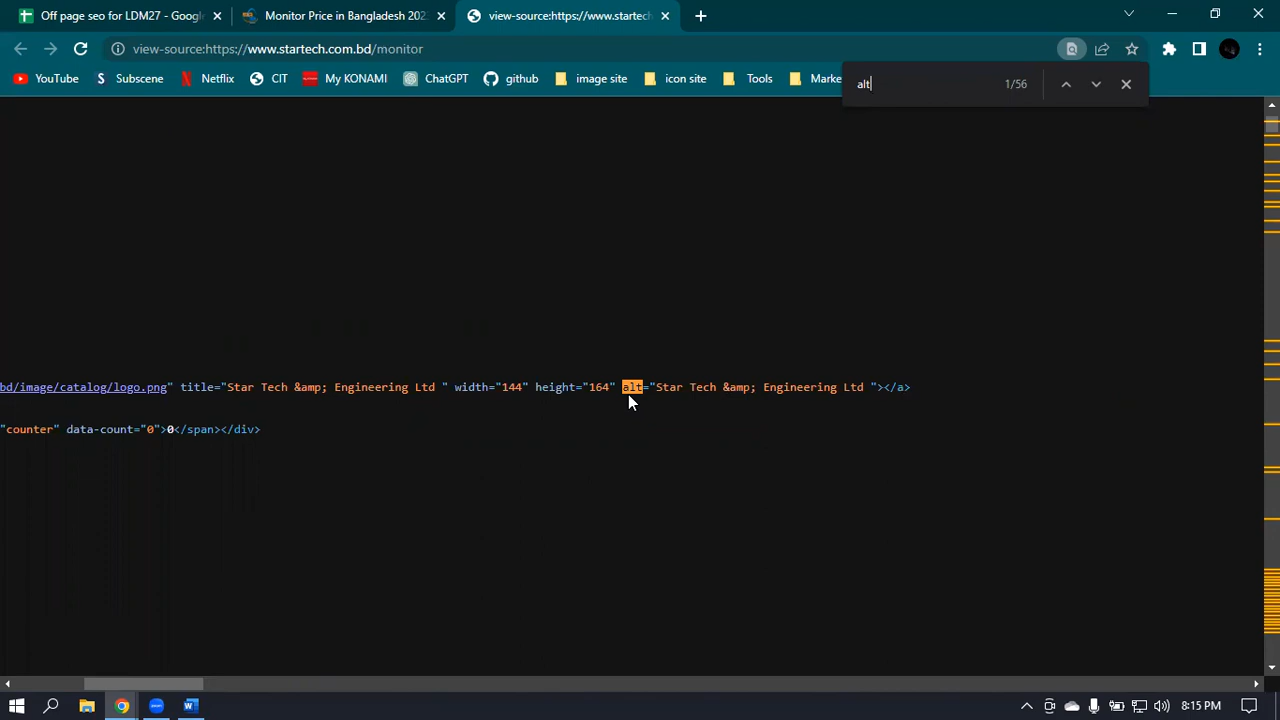 Off page seo for LDM27 - Google
Monitor Price in Bangladesh 202
view-source:https://www.startech
view-source:https://www.startech.com.bd/monitor
YouTube
Subscene
Netflix
CIT
My KONAMI
ChatGPT
github
image site
icon site
Tools
Marke
alt
1/56
bd/image/catalog/logo.png" title="Star Tech &amp; Engineering Ltd " width="144" height="164" alt="Star Tech &amp; Engineering Ltd "></a>
"counter" data-count="0">0</span></div>
8:15 PM